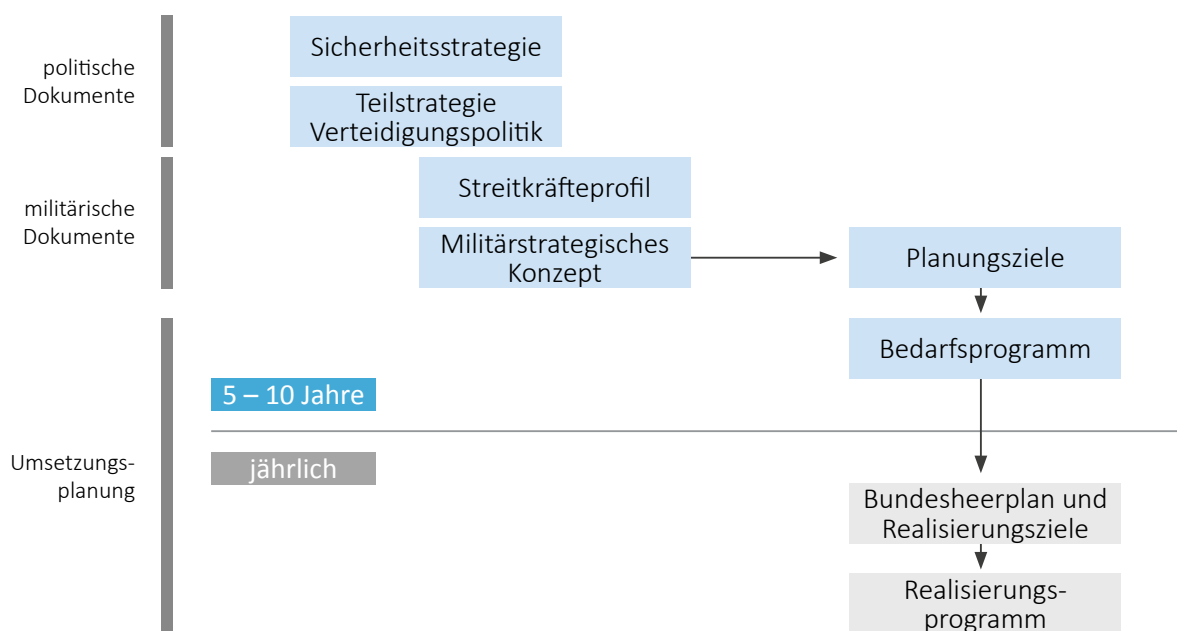 politische
Dokumente
Sicherheitsstrategie
Teilstrategie
Verteidigungspolitik
militärische
Dokumente
Streitkräfteprofil
Militärstrategisches
Konzept
Planungsziele
Bedarfsprogramm
5 – 10 Jahre
Umsetzungs-
planung
jährlich
Bundesheerplan und
Realisierungsziele
Realisierungs-
programm